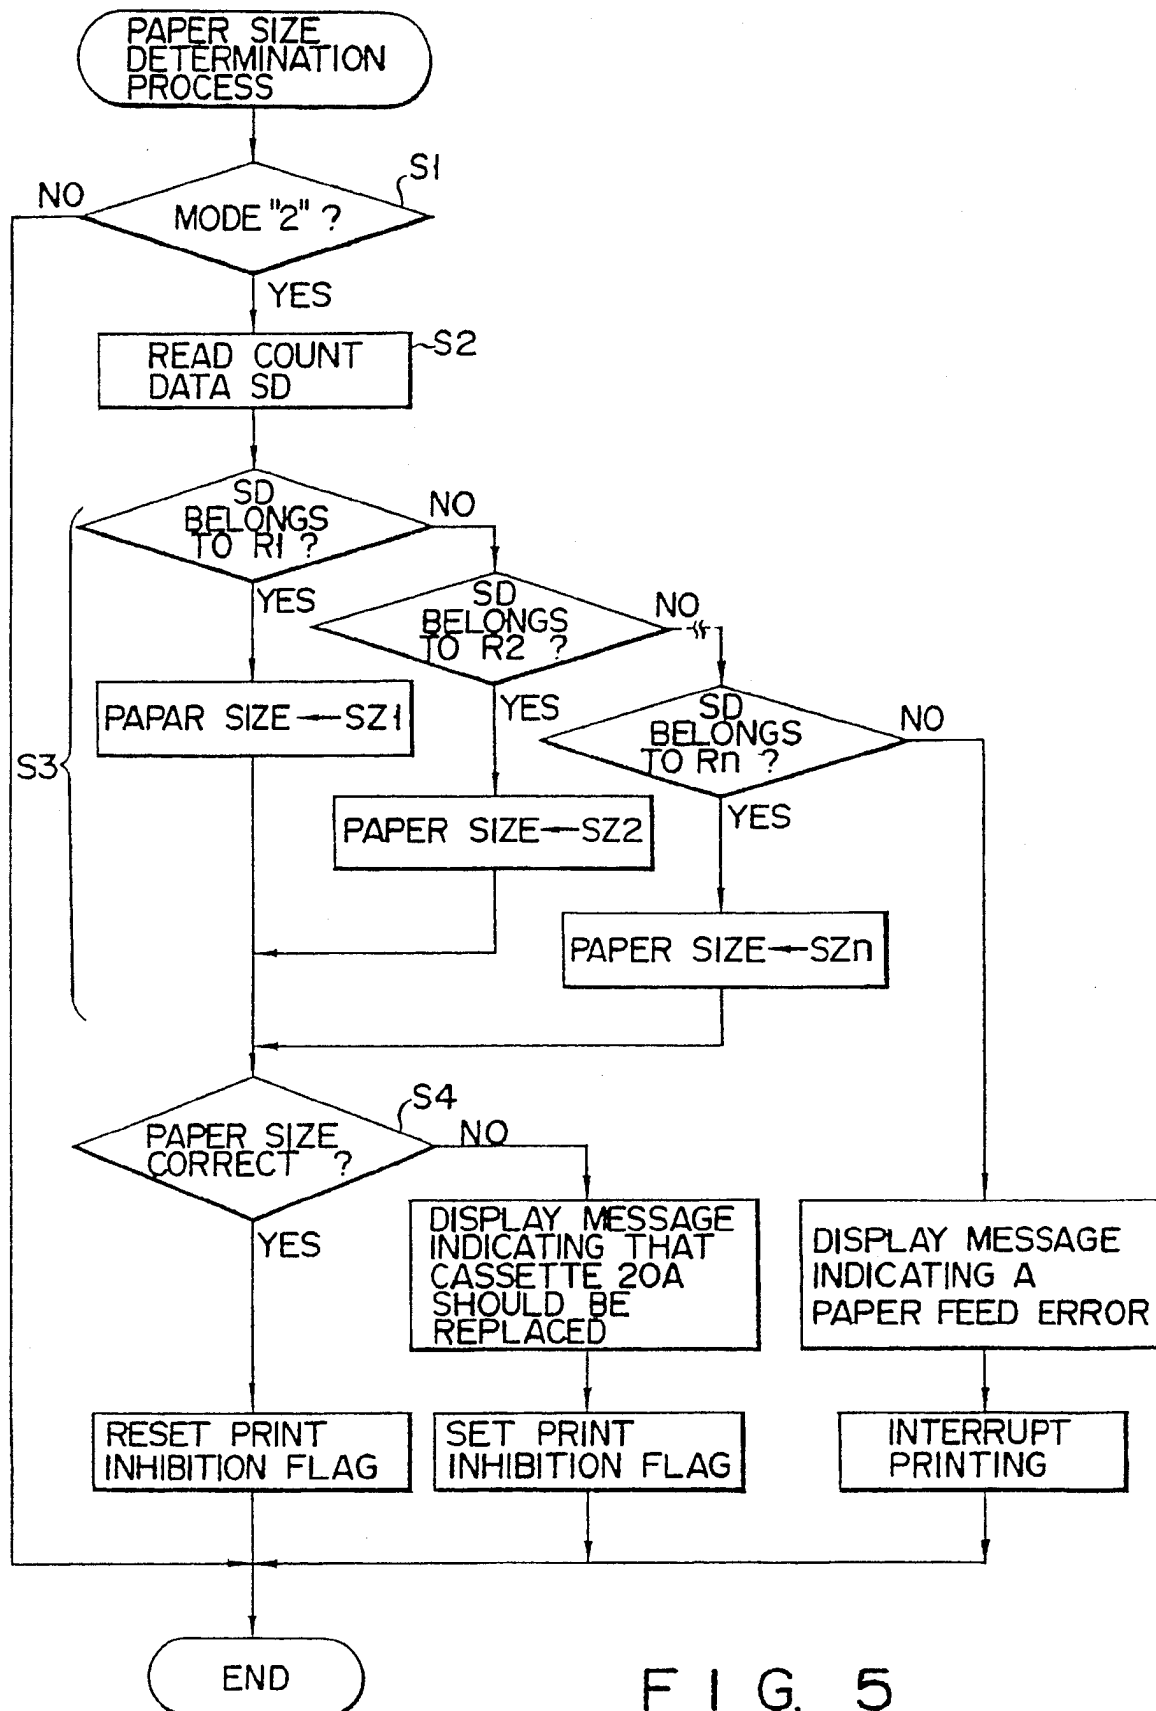 PAPER SIZE
DETERMINATION
PROCESS
S1
NO
MODE "2" ?
YES
READ COUNT
DATA SD
S2
SD
BELONGS
TO R1 ?
NO
YES
SD
BELONGS
TO R2 ?
NO
YES
SD
BELONGS
TO Rn ?
NO
YES
S3
PAPAR SIZE ← SZ1
PAPER SIZE ← SZ2
PAPER SIZE ← SZn
S4
PAPER SIZE
CORRECT ?
NO
YES
DISPLAY MESSAGE
INDICATING THAT
CASSETTE 20A
SHOULD BE
REPLACED
DISPLAY MESSAGE
INDICATING A
PAPER FEED ERROR
RESET PRINT
INHIBITION FLAG
SET PRINT
INHIBITION FLAG
INTERRUPT
PRINTING
END
FIG. 5